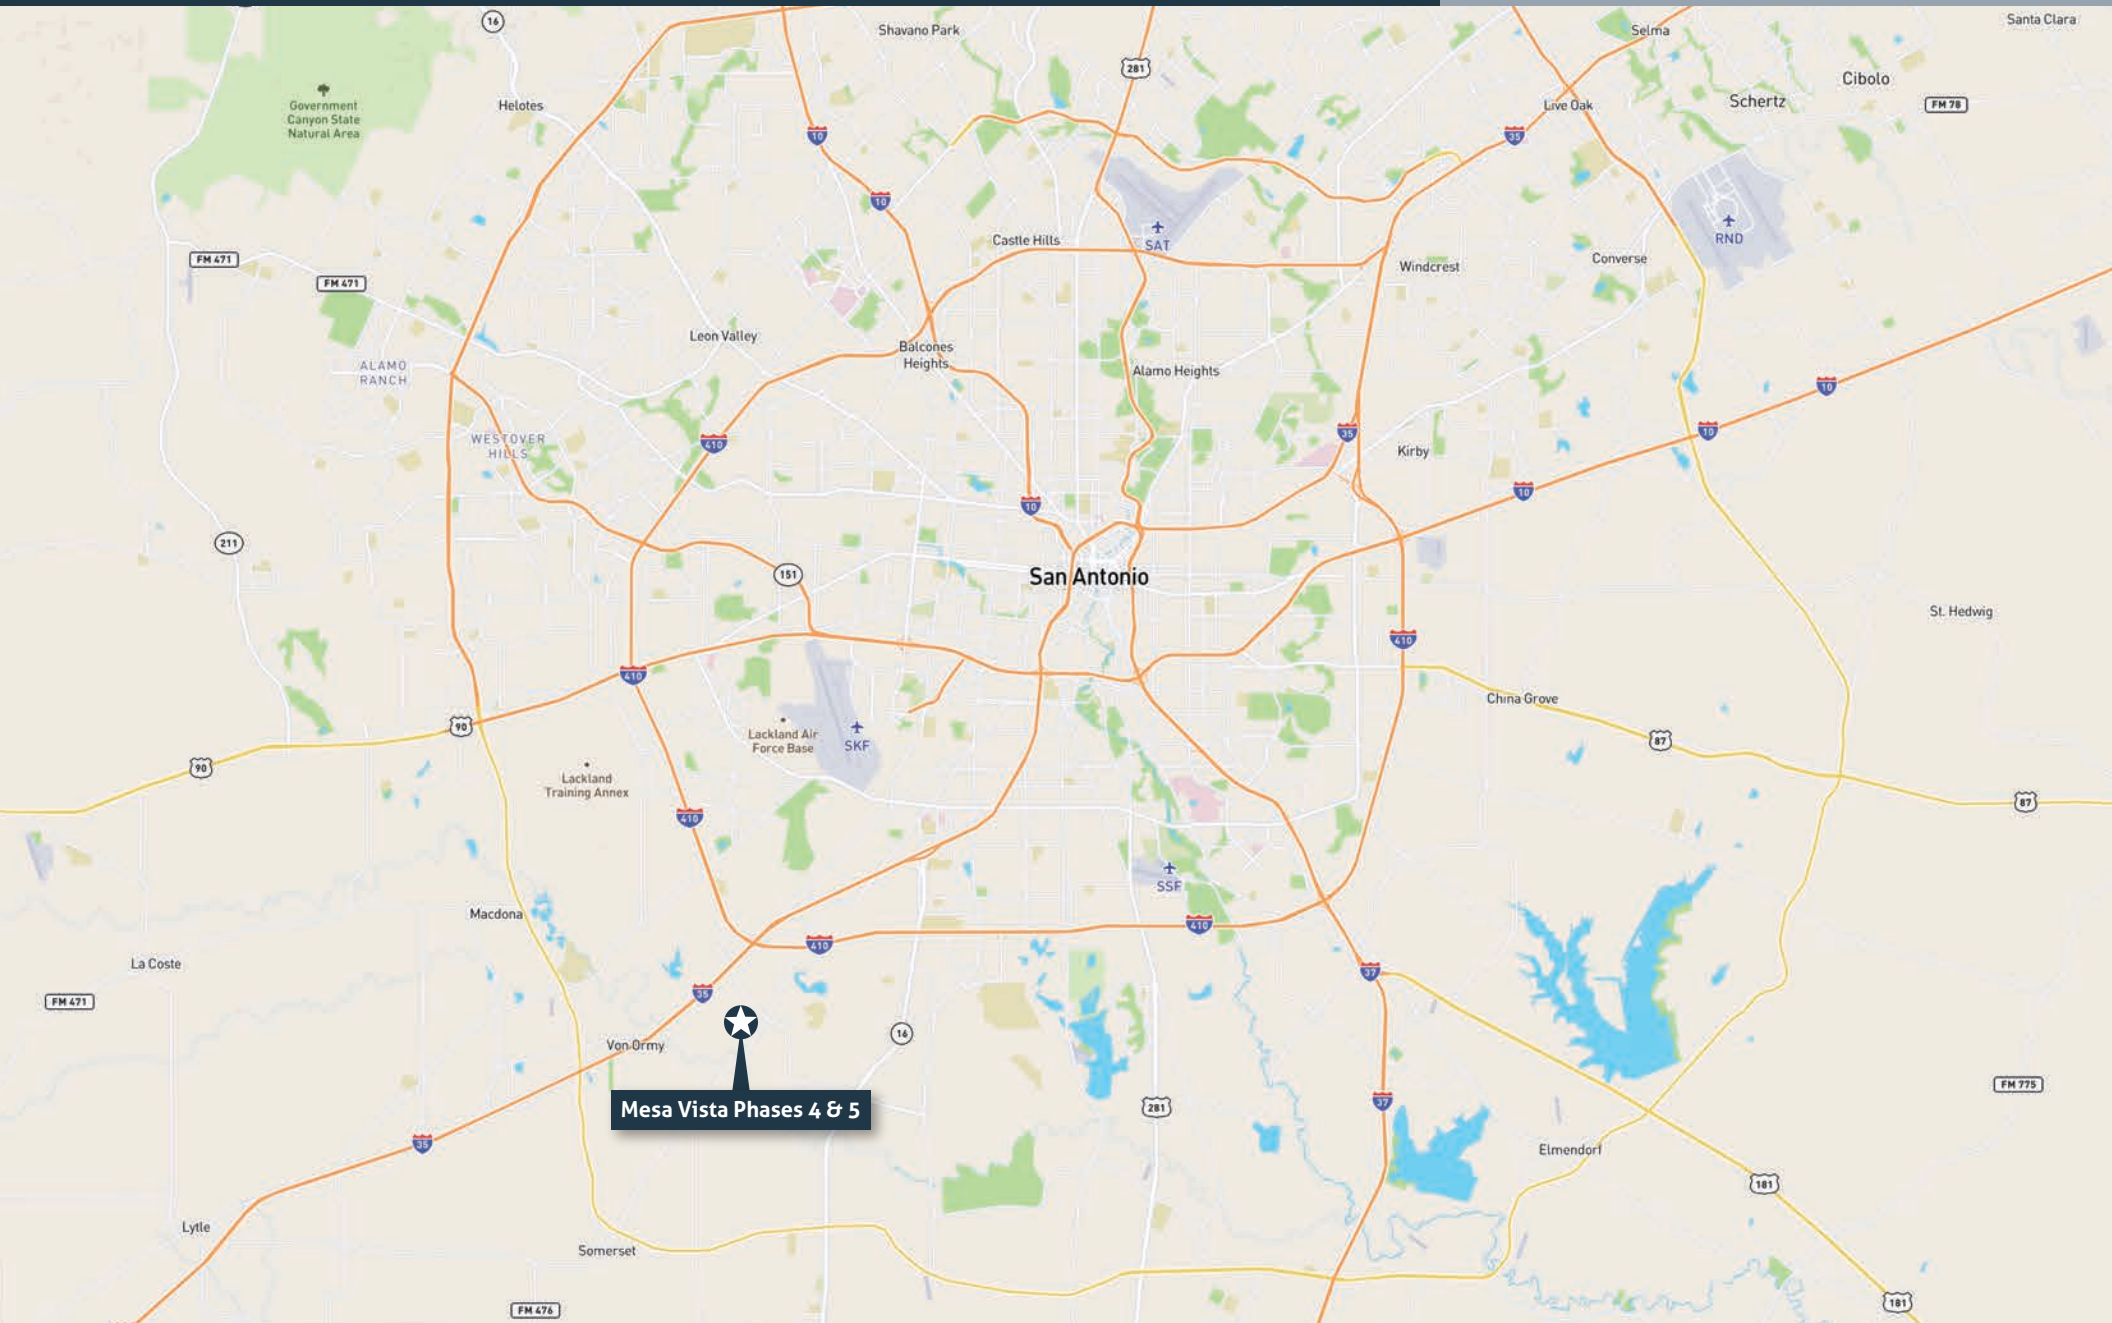 16
Shavano Park
Selma
Santa Clara
281
Cibolo
Government
Canyon State
Natural Area
Helotes
Live Oak
Schertz
FM 78
10
35
10
Castle Hills
SAT
RND
FM 471
Windcrest
Converse
FM 471
Leon Valley
Balcones
Heights
ALAMO
RANCH
Alamo Heights
10
WESTOVER
HILLS
410
35
10
Kirby
10
10
211
151
San Antonio
St. Hedwig
410
410
China Grove
90
Lackland Air
Force Base
SKF
87
90
Lackland
Training Annex
87
410
SSF
Macdona
410
410
La Coste
37
FM 471
35
16
Von Ormy
FM 775
Mesa Vista Phases 4 & 5
281
37
35
Elmendorf
181
Lytle
Somerset
FM 476
181